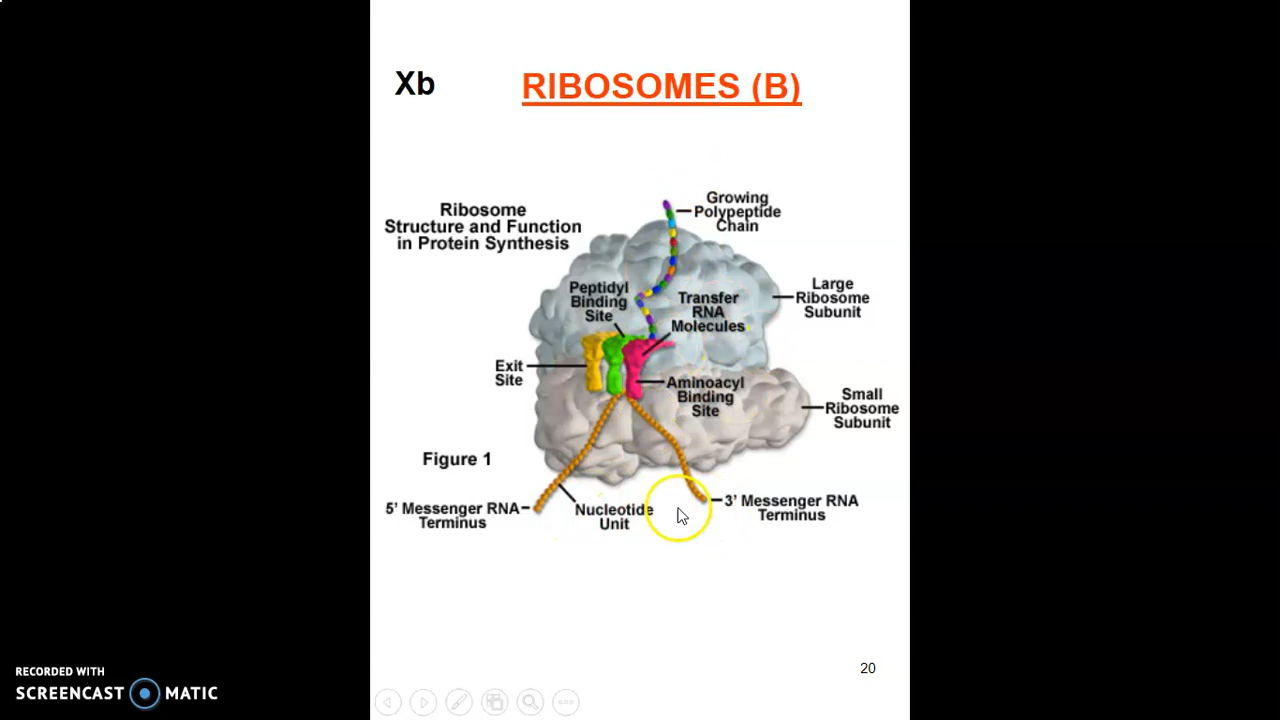 Xb
RIBOSOMES (B)
Ribosome
Structure and Function
in Protein Synthesis
Growing
Polypeptide
Chain
Peptidyl
Binding
Site
Transfer
RNA
Molecules
Large
Ribosome
Subunit
Exit
Site
Aminoacyl
Binding
Site
Small
Ribosome
Subunit
Figure 1
5' Messenger RNA
Terminus
Nucleotide
Unit
3' Messenger RNA
Terminus
20
RECORDED WITH
SCREENCAST MATIC